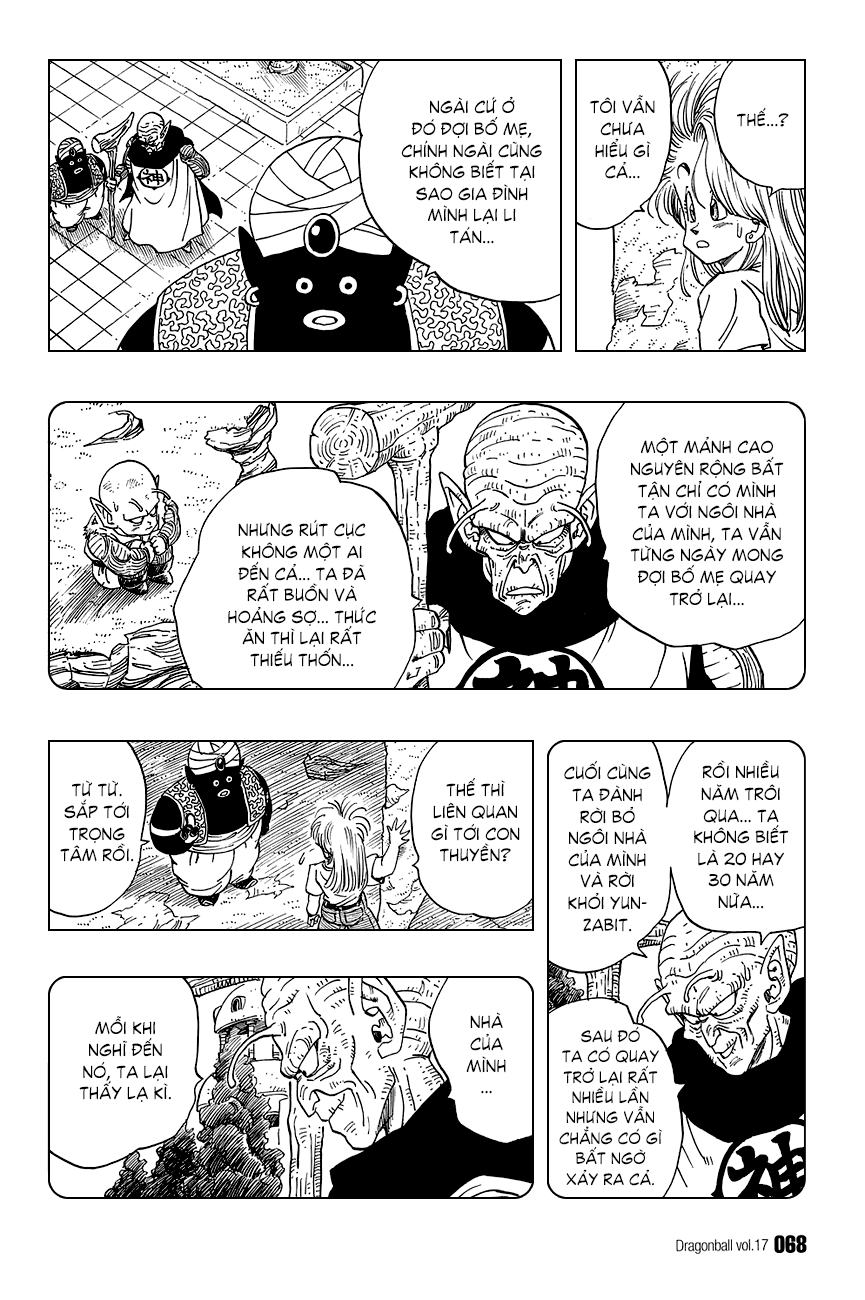 THẾ...?
TÔI VẪN
CHƯA
HIỂU GÌ
CẢ...
NGÀI CỨ Ở
ĐÓ ĐỢI BỐ MẸ,
CHÍNH NGÀI CŨNG
KHÔNG BIẾT TẠI
SAO GIA ĐÌNH
MÌNH LẠI LI
TÁN...
神
MỘT MẢNH CAO
NGUYÊN RỘNG BẤT
TẬN CHỈ CÓ MÌNH
TA VỚI NGÔI NHÀ
CỦA MÌNH, TA VẪN
TỪNG NGÀY MONG
ĐỢI BỐ MẸ QUAY
TRỞ LẠI...
NHƯNG RÚT CỤC
KHÔNG MỘT AI
ĐẾN CẢ... TA ĐÃ
RẤT BUỒN VÀ
HOẢNG SỢ... THỨC
ĂN THÌ LẠI RẤT
THIẾU THỐN...
神
RỒI NHIỀU
NĂM TRÔI
QUA... TA
KHÔNG BIẾT
LÀ 20 HAY
30 NĂM
NỮA...
CUỐI CÙNG
TA ĐÀNH
RỜI BỎ
NGÔI NHÀ
CỦA MÌNH
VÀ RỜI
KHỎI YUN-
ZABIT.
SAU ĐÓ
TA CÓ QUAY
TRỞ LẠI RẤT
NHIỀU LẦN
NHƯNG VẪN
CHẲNG CÓ GÌ
BẤT NGỜ
XẢY RA CẢ.
神
THẾ THÌ
LIÊN QUAN
GÌ TỚI CON
THUYỀN?
TỪ TỪ.
SẮP TỚI
TRỌNG
TÂM RỒI.
NHÀ
CỦA
MÌNH
...
MỖI KHI
NGHĨ ĐẾN
NÓ, TA LẠI
THẤY LẠ KÌ.
Dragonball vol.17 068